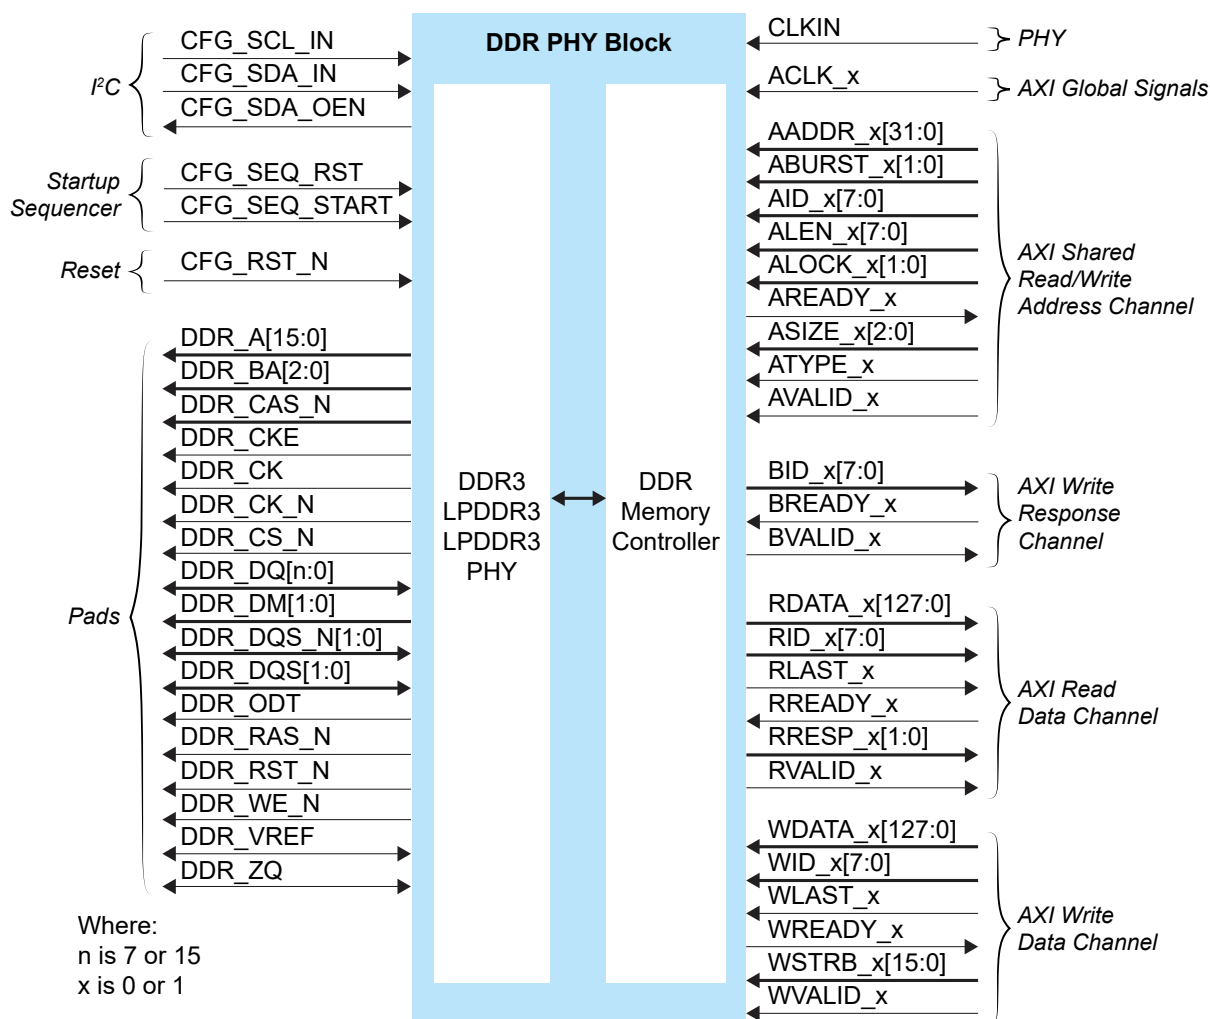 DDR PHY Block
I²C
CFG_SCL_IN
CFG_SDA_IN
CFG_SDA_OEN
Startup
Sequencer
CFG_SEQ_RST
CFG_SEQ_START
Reset
CFG_RST_N
Pads
DDR_A[15:0]
DDR_BA[2:0]
DDR_CAS_N
DDR_CKE
DDR_CK
DDR_CK_N
DDR_CS_N
DDR_DQ[n:0]
DDR_DM[1:0]
DDR_DQS_N[1:0]
DDR_DQS[1:0]
DDR_ODT
DDR_RAS_N
DDR_RST_N
DDR_WE_N
DDR_VREF
DDR_ZQ
Where:
n is 7 or 15
x is 0 or 1
DDR3
LPDDR3
LPDDR3
PHY
DDR
Memory
Controller
CLKIN
PHY
ACLK_x
AXI Global Signals
AADDR_x[31:0]
ABURST_x[1:0]
AID_x[7:0]
ALEN_x[7:0]
ALOCK_x[1:0]
AREADY_x
ASIZE_x[2:0]
ATYPE_x
AVALID_x
AXI Shared
Read/Write
Address Channel
BID_x[7:0]
BREADY_x
BVALID_x
AXI Write
Response
Channel
RDATA_x[127:0]
RID_x[7:0]
RLAST_x
RREADY_x
RRESP_x[1:0]
RVALID_x
AXI Read
Data Channel
WDATA_x[127:0]
WID_x[7:0]
WLAST_x
WREADY_x
WSTRB_x[15:0]
WVALID_x
AXI Write
Data Channel